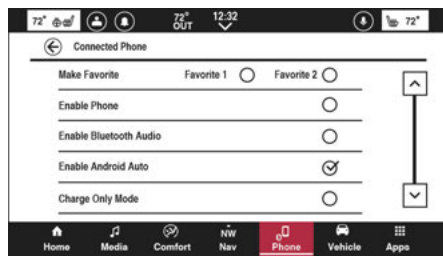 72° 72° 12:32 72°
OUT
Connected Phone
Make Favorite Favorite 1 Favorite 2
Enable Phone
Enable Bluetooth Audio
Enable Android Auto
Charge Only Mode
NW
Home Media Comfort Nav Phone Vehicle Apps